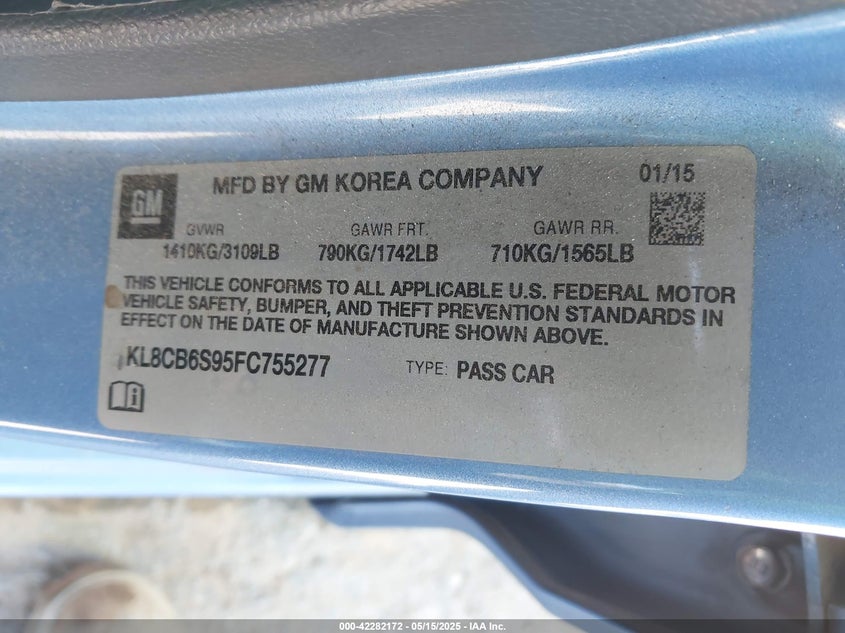 GM MFD BY GM KOREA COMPANY 01/15
GVWR GAWR FRT. GAWR RR.
1410KG/3109LB 790KG/1742LB 710KG/1565LB
THIS VEHICLE CONFORMS TO ALL APPLICABLE U.S. FEDERAL MOTOR
VEHICLE SAFETY, BUMPER, AND THEFT PREVENTION STANDARDS IN
EFFECT ON THE DATE OF MANUFACTURE SHOWN ABOVE.
KL8CB6S95FC755277 TYPE: PASS CAR
000-42282172 - 05/15/2025 - IAA Inc.